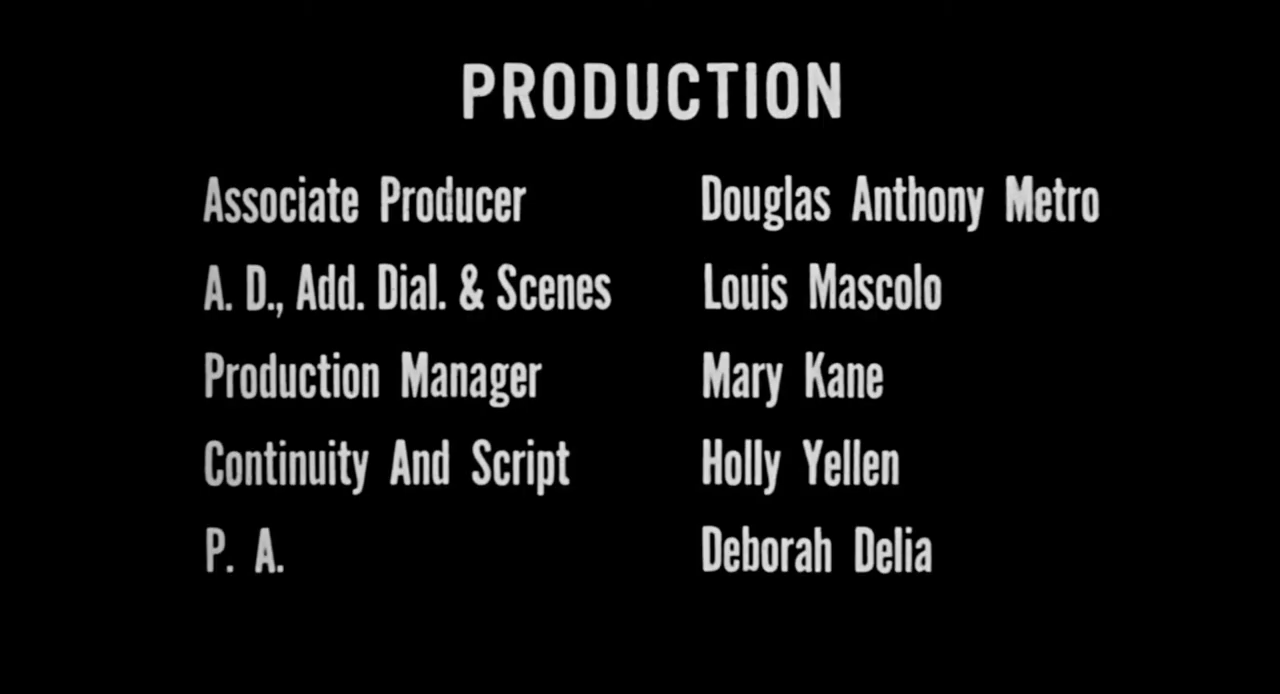 PRODUCTION
Associate Producer Douglas Anthony Metro
A. D., Add. Dial. & Scenes Louis Mascolo
Production Manager Mary Kane
Continuity And Script Holly Yellen
P. A. Deborah Delia